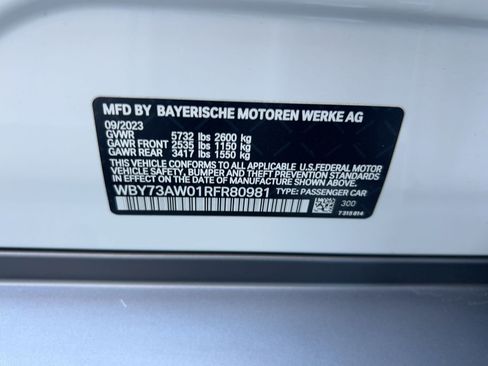 MFD BY BAYERISCHE MOTOREN WERKE AG
09/2023
GVWR 5732 lbs 2600 kg
GAWR FRONT 2535 lbs 1150 kg
GAWR REAR 3417 lbs 1550 kg
THIS VEHICLE CONFORMS TO ALL APPLICABLE U.S. FEDERAL MOTOR
VEHICLE SAFETY, BUMPER AND THEFT PREVENTION STANDARDS
IN EFFECT ON THE DATE OF MANUFACTURE SHOWN ABOVE.
WBY73AW01RFR80981 TYPE: PASSENGER CAR
300
7318814